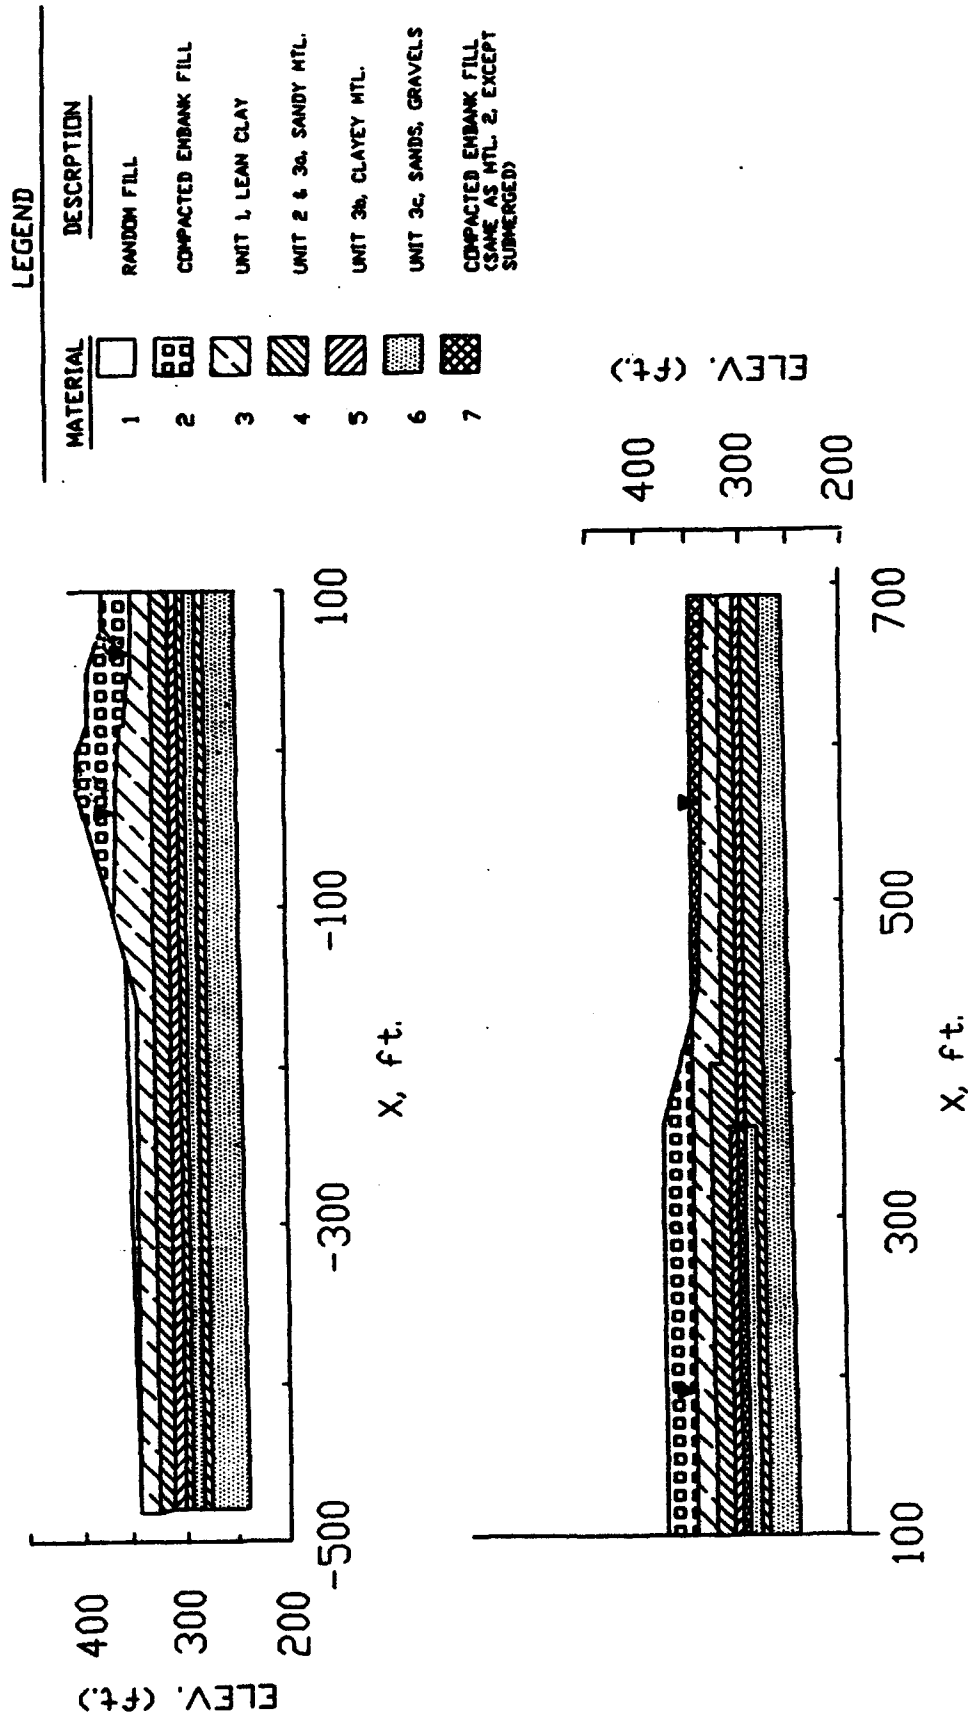 LEGEND
MATERIAL DESCRPTION
1 RANDOM FILL
2 COMPACTED EMBANK FILL
3 UNIT 1, LEAN CLAY
4 UNIT 2 & 3a, SANDY MTL.
5 UNIT 3b, CLAYEY MTL.
6 UNIT 3c, SANDS, GRAVELS
7 COMPACTED EMBANK FILL
(SAME AS MTL. 2, EXCEPT
SUBMERGED)
ELEV. (ft.)
400
300
200
-500 -300 -100 100
X, ft.
ELEV. (ft.)
400
300
200
100 300 500 700
X, ft.